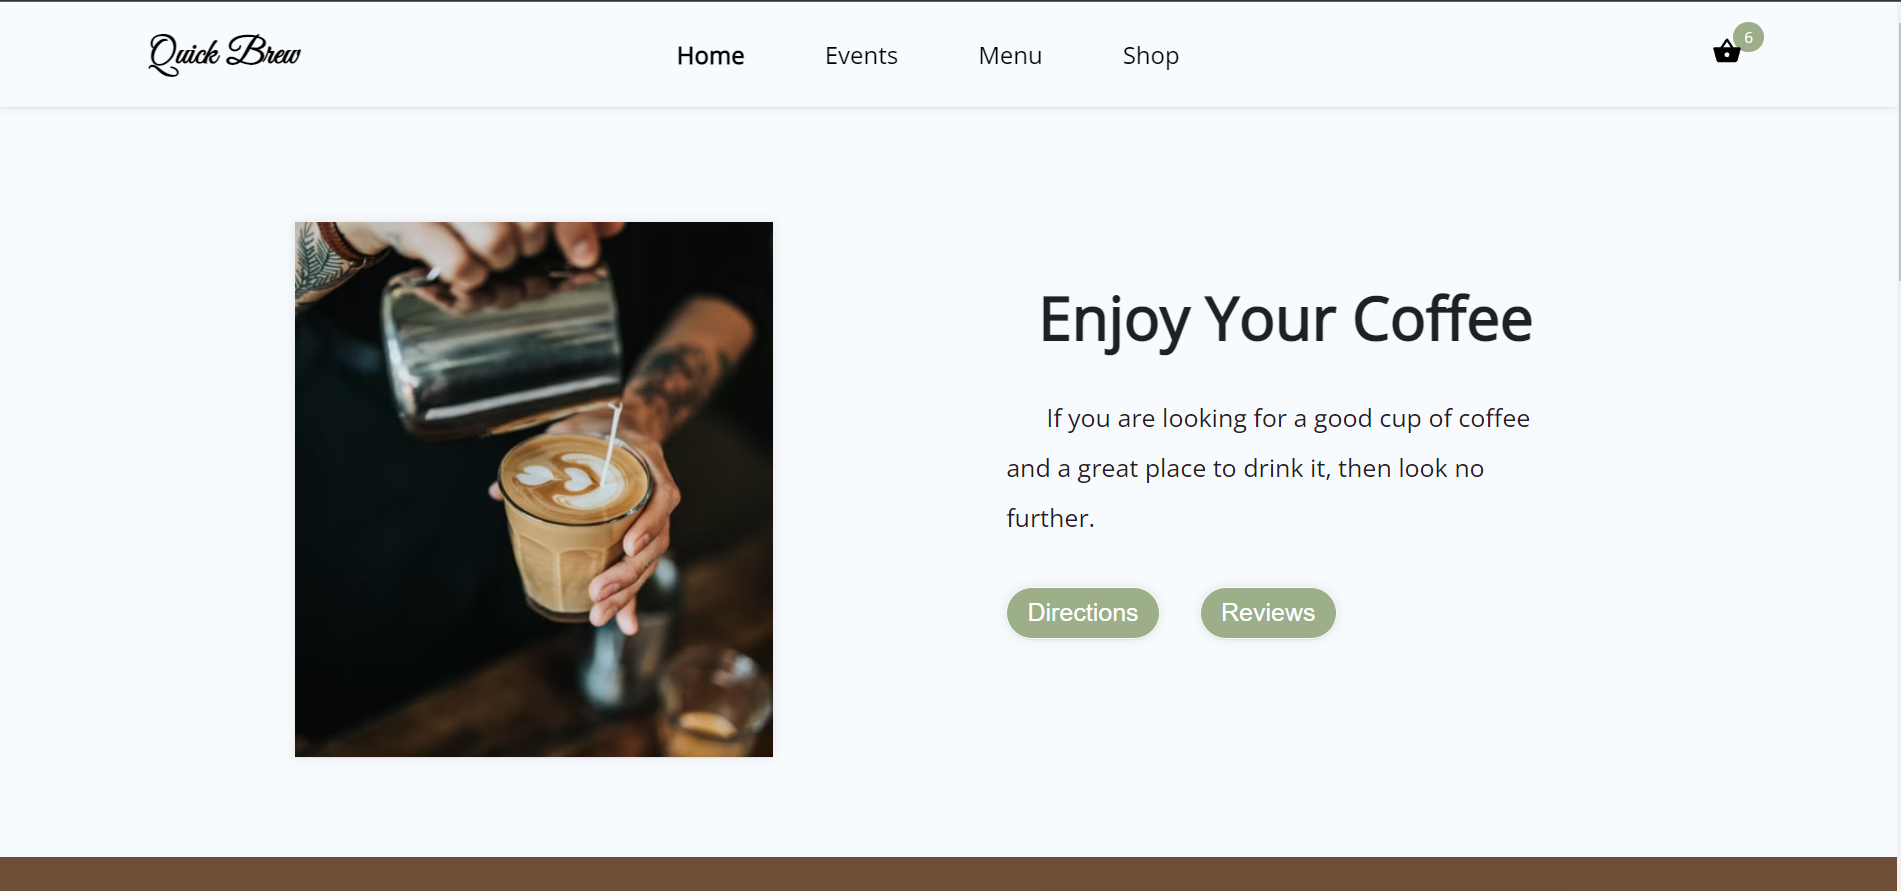 Quick Brew
Home Events Menu Shop
6
Enjoy Your Coffee
If you are looking for a good cup of coffee
and a great place to drink it, then look no
further.
Directions Reviews